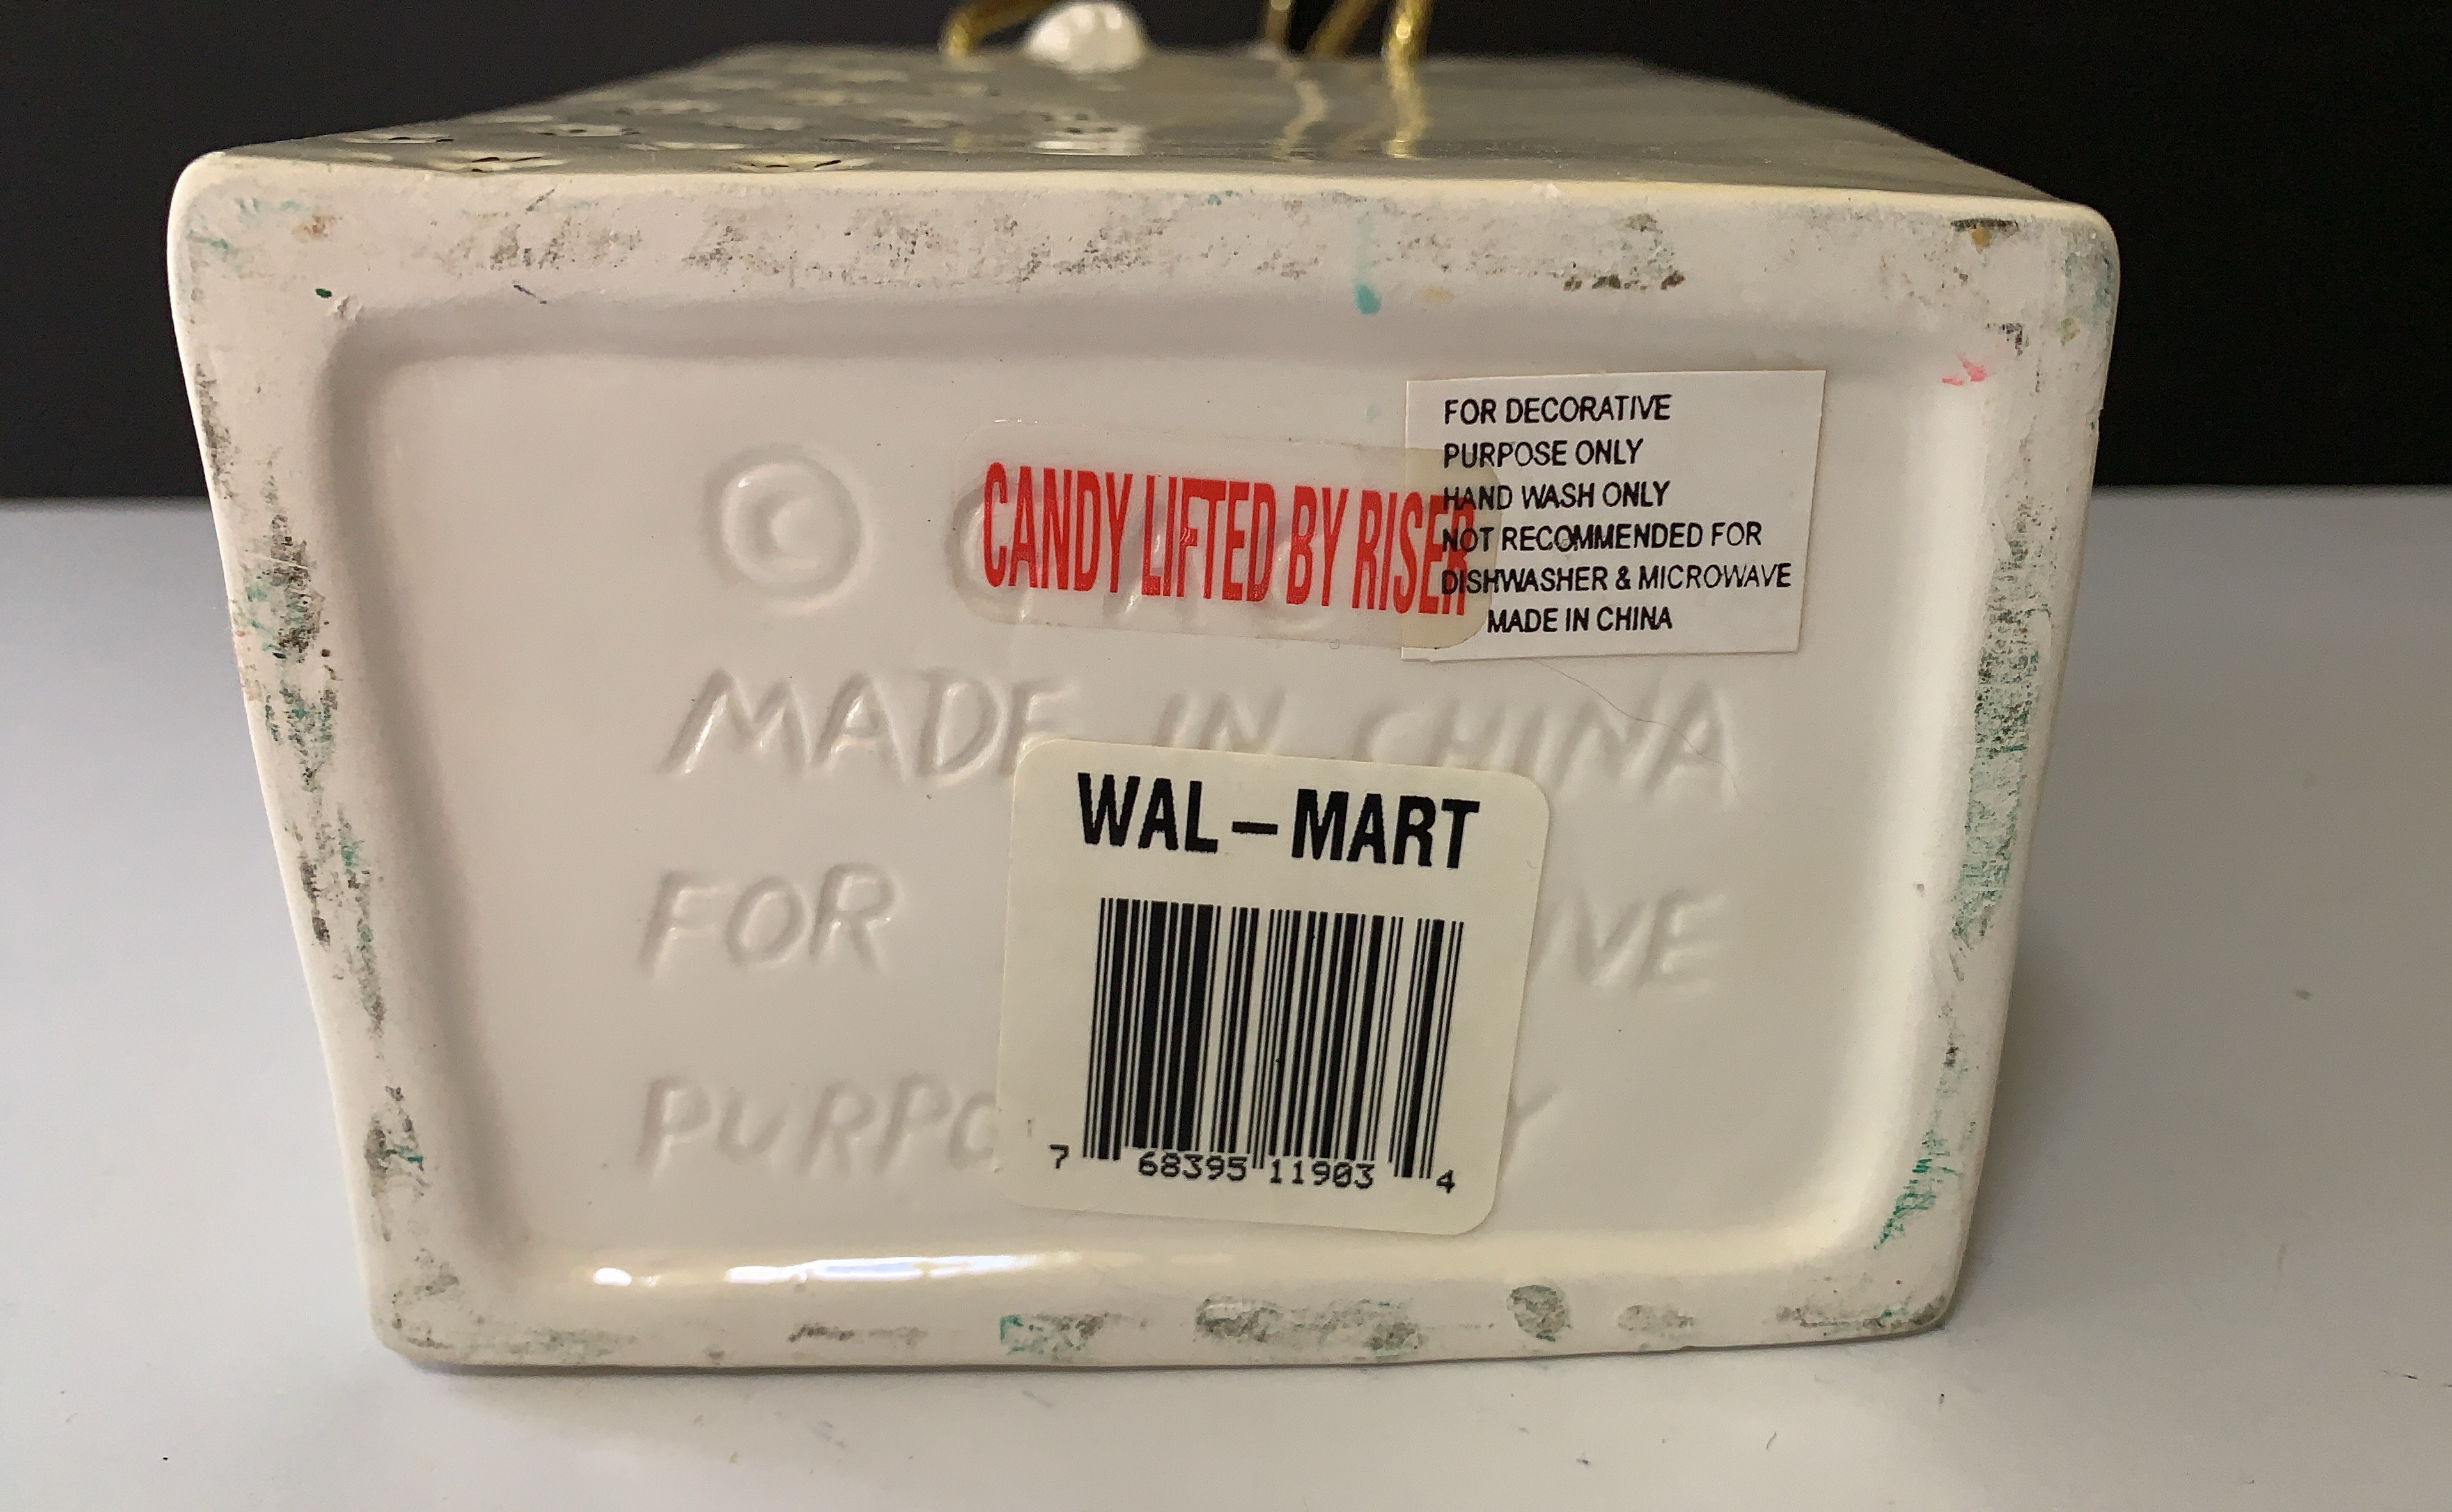 ©
CANDY LIFTED BY RISER
FOR DECORATIVE
PURPOSE ONLY
HAND WASH ONLY
NOT RECOMMENDED FOR
DISHWASHER & MICROWAVE
MADE IN CHINA
MADE IN CHINA
FOR
WAL-MART
7 68395 11903 4